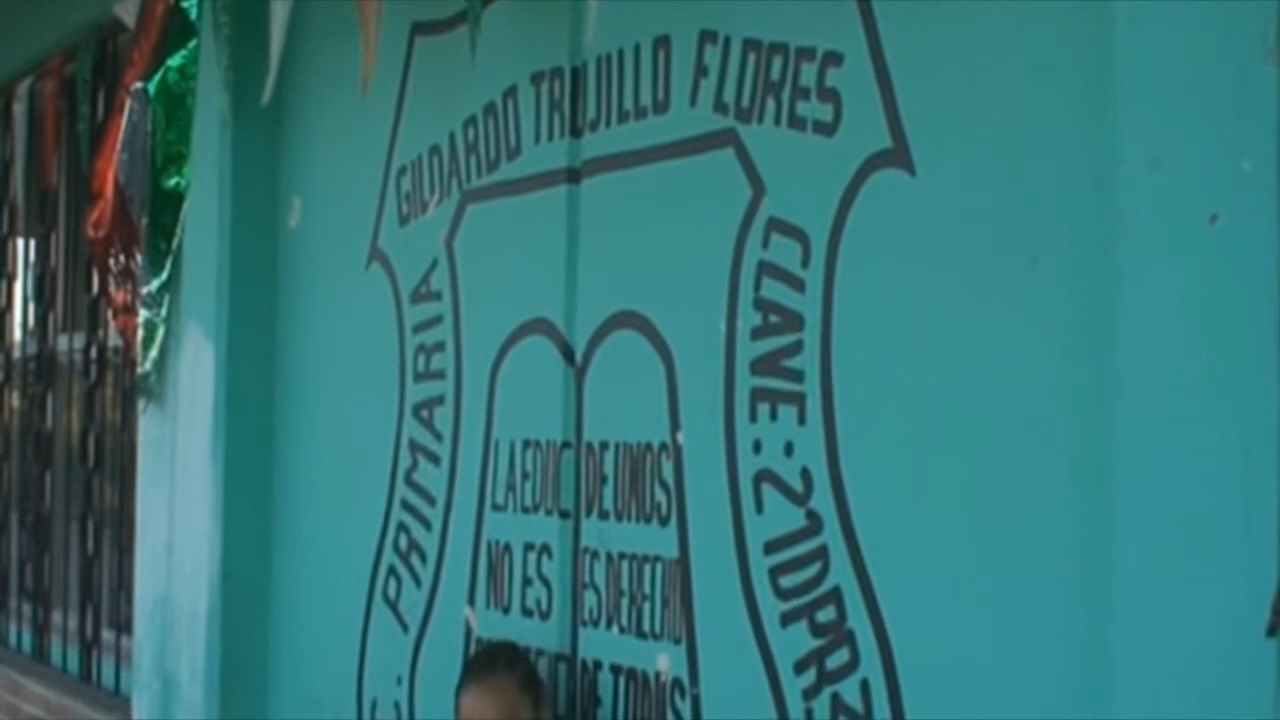 GILDARDO TRUJILLO FLORES
PRIMARIA
CLAVE: 21DPR
LA EDUC DE UNOS
NO ES ES DERECHO
DE TODOS